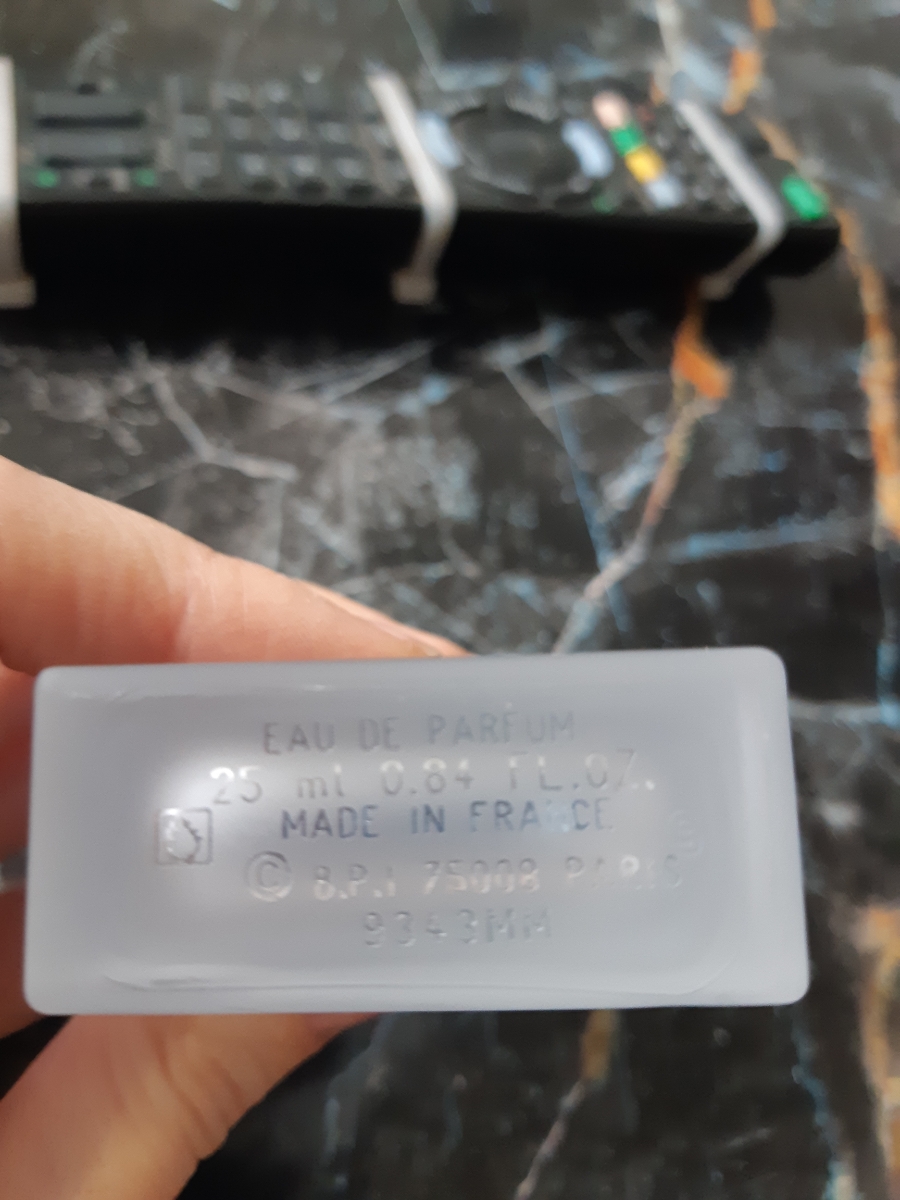 EAU DE PARFUM
25 ml 0.84 FL.OZ.
MADE IN FRANCE
© B.P.I 75008 PARIS
9343MM